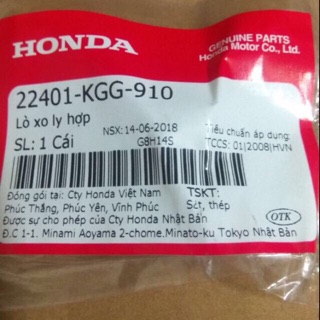 HONDA
GENUINE PARTS
Honda Motor Co., Ltd.
22401-KGG-910
Lò xo ly hợp
NSX: 14-06-2018
Tiêu chuẩn áp dụng:
SL: 1 Cái
G8H14S
TCCS: 01|2008|HVN
Đóng gói tại: Cty Honda Việt Nam
TSKT:
Phúc Thắng, Phúc Yên, Vĩnh Phúc
Sắt, thép
Được sự cho phép của Cty Honda Nhật Bản
OTK
Đ.C 1-1. Minami Aoyama 2-chome.Minato-ku Tokyo Nhật Bản